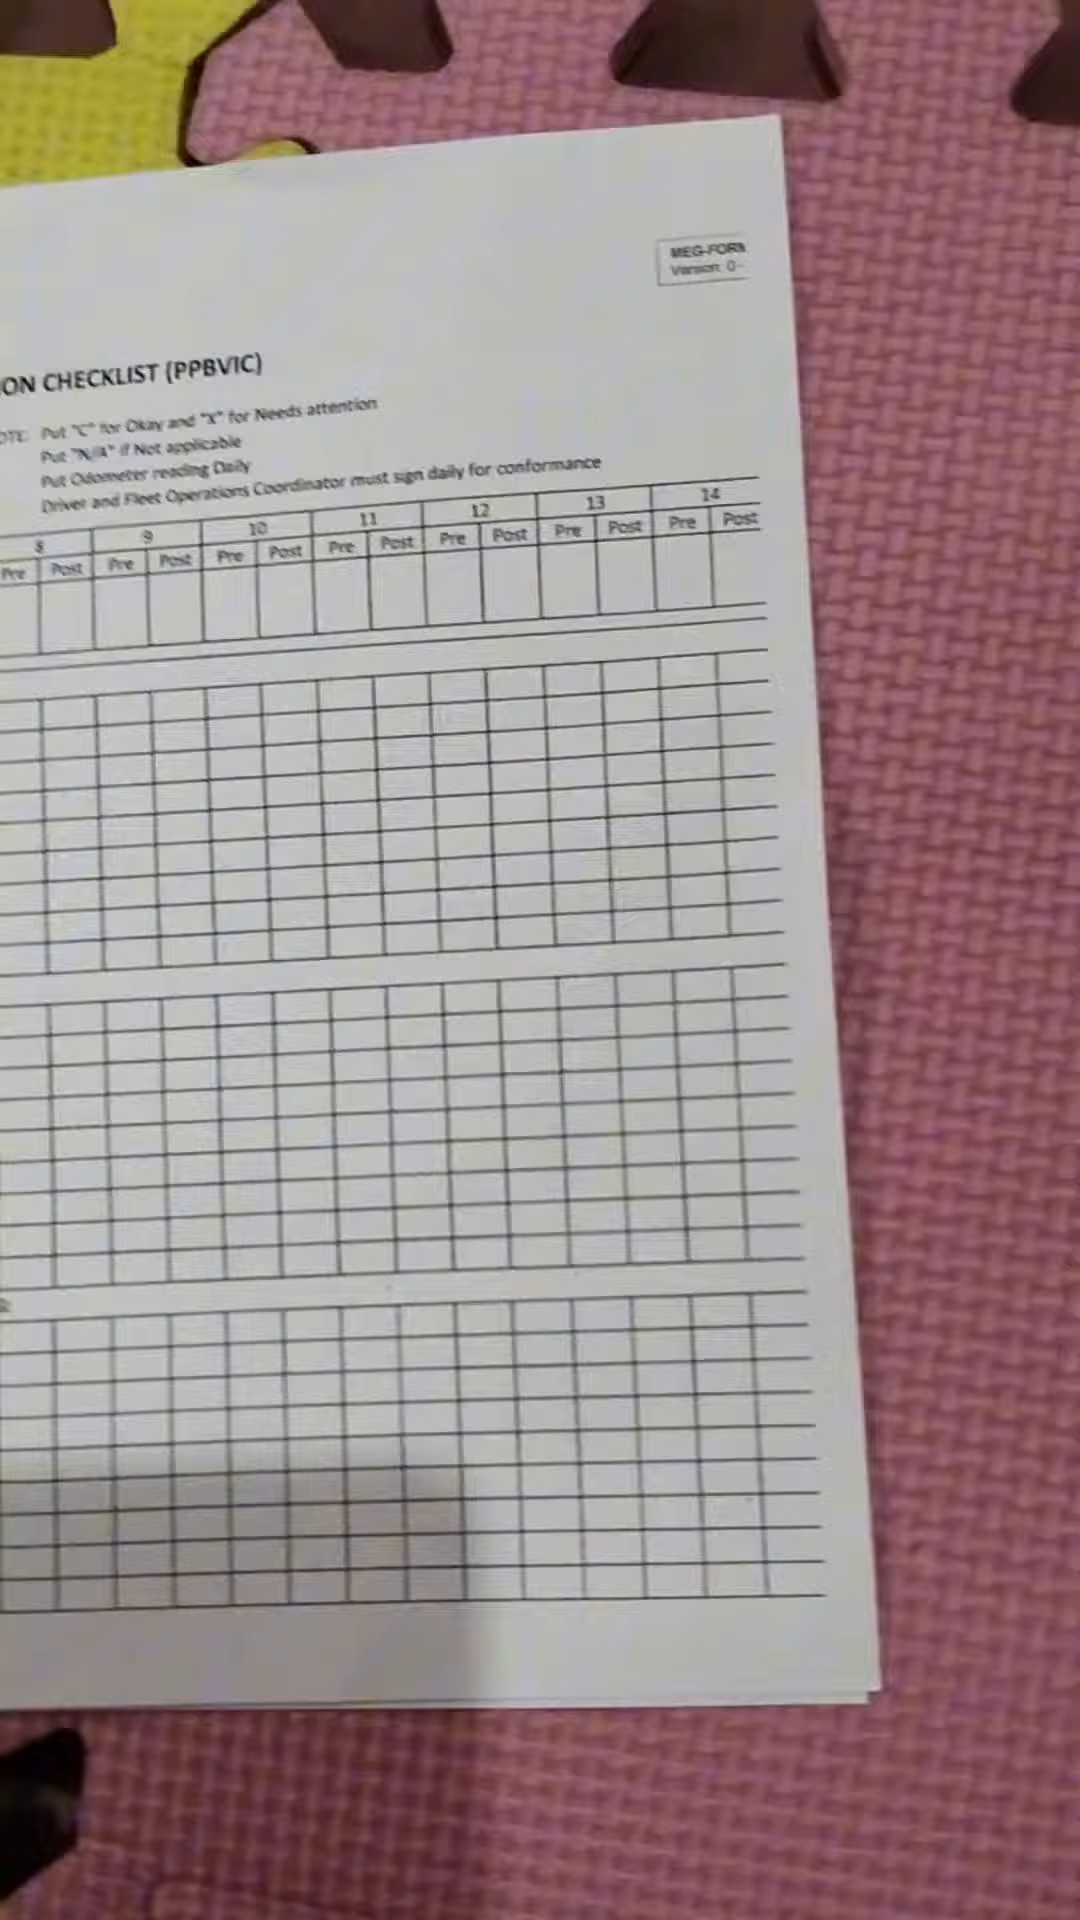 MEG-FORM
Version: 0 -
ION CHECKLIST (PPBVIC)
OTE: Put "C" for Okay and "X" for Needs attention
Put "N/A" if Not applicable
Put Odometer reading Daily
Driver and Fleet Operations Coordinator must sign daily for conformance
8 9 10 11 12 13 14
Pre Post Pre Post Pre Post Pre Post Pre Post Pre Post Pre Post